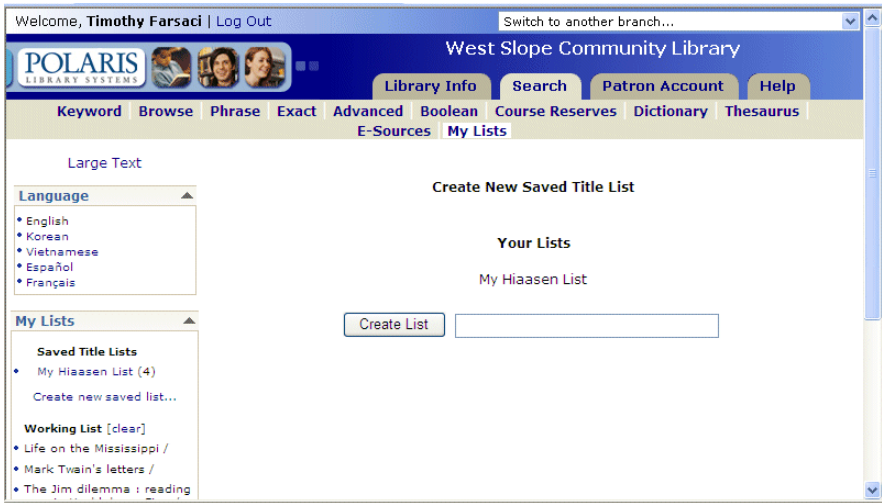 Welcome, Timothy Farsaci | Log Out
Switch to another branch...
POLARIS
LIBRARY SYSTEMS
West Slope Community Library
Library Info Search Patron Account Help
Keyword Browse Phrase Exact Advanced Boolean Course Reserves Dictionary Thesaurus
E-Sources My Lists
Large Text
Language
English
Korean
Vietnamese
Español
Français
My Lists
Saved Title Lists
My Hiaasen List (4)
Create new saved list...
Working List [clear]
Life on the Mississippi /
Mark Twain's letters /
The Jim dilemma : reading
Create New Saved Title List
Your Lists
My Hiaasen List
Create List